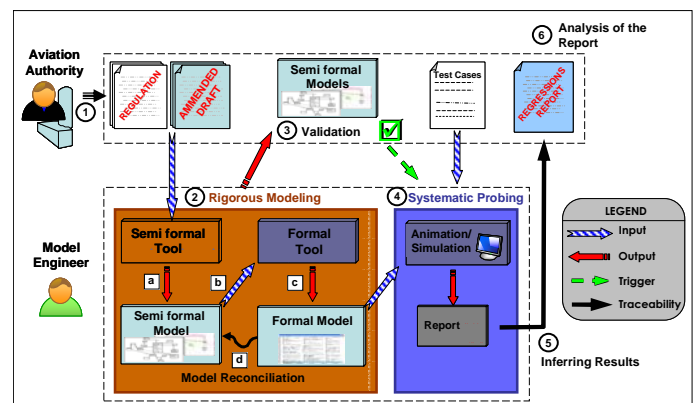 6 Analysis of the
Report
Aviation
Authority
1
REGULATION
AMMENDED
DRAFT
Semi formal
Models
3 Validation
Test Cases
REGRESSIONS
REPORT
2 Rigorous Modeling
4 Systematic Probing
Model
Engineer
Semi formal
Tool
Formal
Tool
Animation/
Simulation
a
b
c
Semi formal
Model
Formal Model
d
Model Reconciliation
Report
LEGEND
Input
Output
Trigger
Traceability
5
Inferring Results